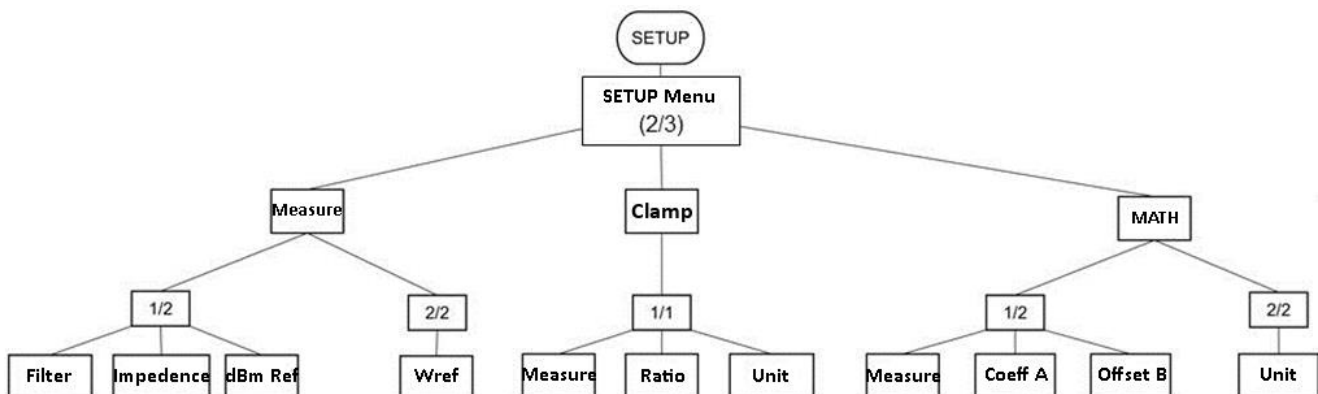 SETUP
SETUP Menu
(2/3)
Measure
Clamp
MATH
1/2
2/2
1/1
1/2
2/2
Filter
Impedence
dBm Ref
Wref
Measure
Ratio
Unit
Measure
Coeff A
Offset B
Unit